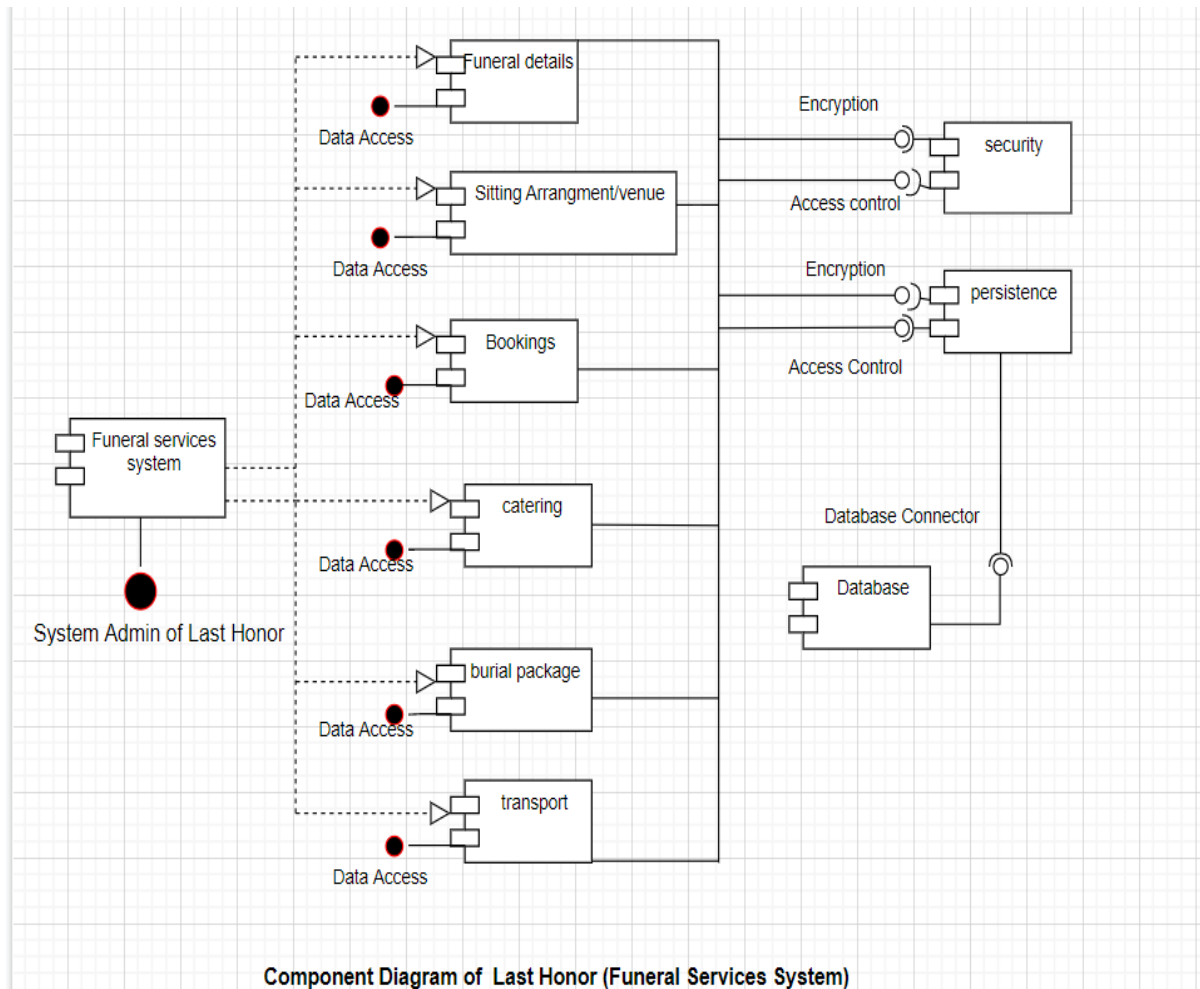 Funeral details
Data Access
Encryption
security
Sitting Arrangment/venue
Access control
Data Access
Encryption
persistence
Bookings
Access Control
Data Access
Funeral services
system
catering
Database Connector
Data Access
Database
System Admin of Last Honor
burial package
Data Access
transport
Data Access
Component Diagram of Last Honor (Funeral Services System)